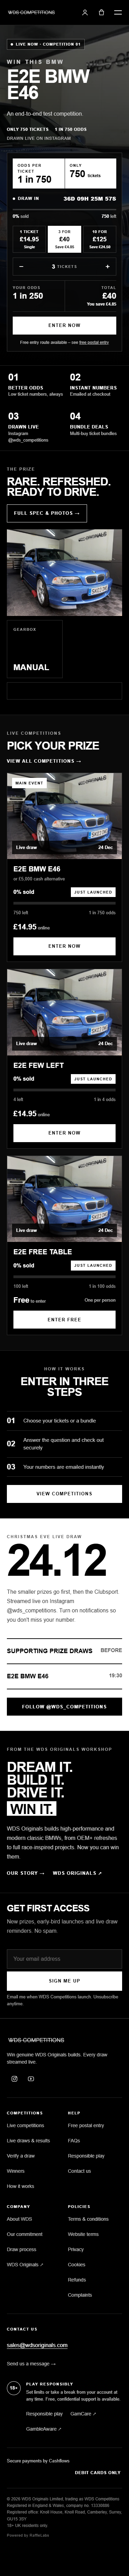 WDS COMPETITIONS
LIVE NOW · COMPETITION 01
WIN THIS BMW
E2E BMW
E46
An end-to-end test competition
ONLY 750 TICKETS 1 IN 750 ODDS
DRAWN LIVE ON INSTAGRAM
ODDS PER
TICKET
1 in 750
ONLY
750 tickets
DRAW IN 36D 09H 25M 57S
0% sold 750 left
1 TICKET
£14.95
Single
3 FOR
£40
Save £4.85
10 FOR
£125
Save £24.50
− 3 TICKETS +
YOUR ODDS
1 in 250
TOTAL
£40
You save £4.85
ENTER NOW
Free entry route available – see free postal entry.
01
BETTER ODDS
Low ticket numbers, always
02
INSTANT NUMBERS
Emailed at checkout
03
DRAWN LIVE
Instagram
@wds_competitions
04
BUNDLE DEALS
Multi-buy ticket bundles
THE PRIZE
RARE. REFRESHED.
READY TO DRIVE.
FULL SPEC & PHOTOS →
GEARBOX
MANUAL
LIVE COMPETITIONS
PICK YOUR PRIZE
VIEW ALL COMPETITIONS →
MAIN EVENT
Live draw 24 Dec
E2E BMW E46
or £5,000 cash alternative
0% sold JUST LAUNCHED
750 left 1 in 750 odds
£14.95 online
ENTER NOW
Live draw 24 Dec
E2E FEW LEFT
0% sold JUST LAUNCHED
4 left 1 in 4 odds
£14.95 online
ENTER NOW
Live draw 24 Dec
E2E FREE TABLE
0% sold JUST LAUNCHED
100 left 1 in 100 odds
Free to enter One per person
ENTER FREE
HOW IT WORKS
ENTER IN THREE
STEPS
01 Choose your tickets or a bundle
02 Answer the question and check out
securely
03 Your numbers are emailed instantly
VIEW COMPETITIONS
CHRISTMAS EVE LIVE DRAW
24.12
The smaller prizes go first, then the Clubsport.
Streamed live on Instagram
@wds_competitions. Turn on notifications so
you don't miss your number.
SUPPORTING PRIZE DRAWS BEFORE
E2E BMW E46 19:30
FOLLOW @WDS_COMPETITIONS
FROM THE WDS ORIGINALS WORKSHOP
DREAM IT.
BUILD IT.
DRIVE IT.
WIN IT.
WDS Originals builds high-performance and
modern classic BMWs, from OEM+ refreshes
to full race-inspired projects. Now you can win
them.
OUR STORY → WDS ORIGINALS ↗
GET FIRST ACCESS
New prizes, early-bird launches and live draw
reminders. No spam.
Your email address
SIGN ME UP
Email me when WDS Competitions launch. Unsubscribe
anytime.
WDS COMPETITIONS
Win genuine WDS Originals builds. Every draw
streamed live.
COMPETITIONS
Live competitions
Live draws & results
Verify a draw
Winners
How it works
HELP
Free postal entry
FAQs
Responsible play
Contact us
COMPANY
About WDS
Our commitment
Draw process
WDS Originals ↗
POLICIES
Terms & conditions
Website terms
Privacy
Cookies
Refunds
Complaints
CONTACT US
sales@wdsoriginals.com
Send us a message →
18+
PLAY RESPONSIBLY
Set limits or take a break from your account at
any time. Free, confidential support is available.
Responsible play GamCare ↗
GambleAware ↗
Secure payments by Cashflows
DEBIT CARDS ONLY
© 2026 WDS Originals Limited, trading as WDS Competitions
Registered office: Knoll House, Knoll Road, Camberley, Surrey,
18+ UK residents only.
Powered by RafflesLabs